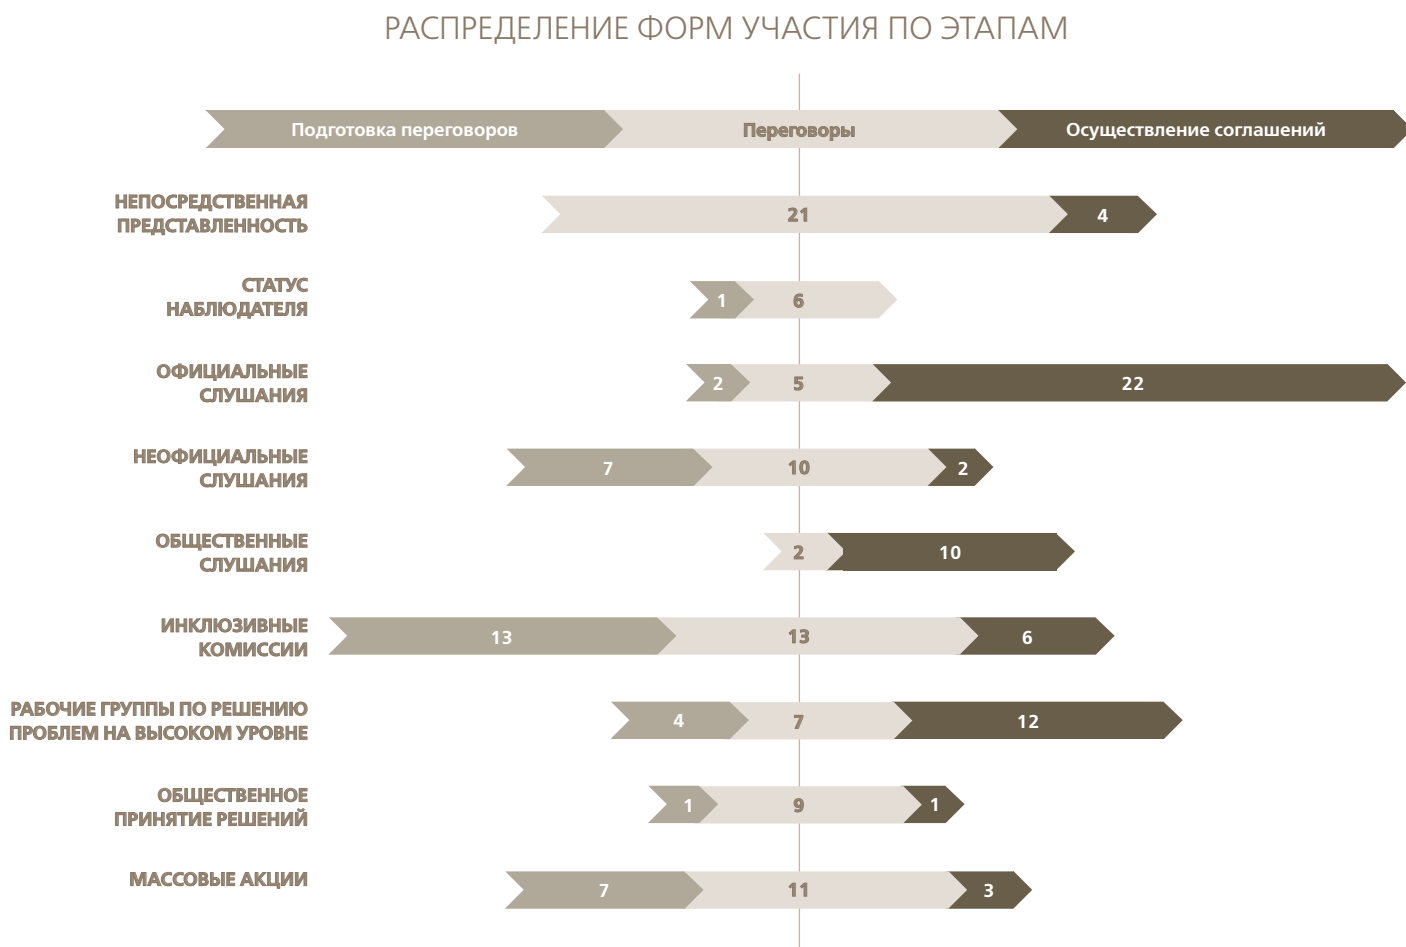 РАСПРЕДЕЛЕНИЕ ФОРМ УЧАСТИЯ ПО ЭТАПАМ
Подготовка переговоров
Переговоры
Осуществление соглашений
НЕПОСРЕДСТВЕННАЯ
ПРЕДСТАВЛЕННОСТЬ
21
4
СТАТУС
НАБЛЮДАТЕЛЯ
1
6
ОФИЦИАЛЬНЫЕ
СЛУШАНИЯ
2
5
22
НЕОФИЦИАЛЬНЫЕ
СЛУШАНИЯ
7
10
2
ОБЩЕСТВЕННЫЕ
СЛУШАНИЯ
2
10
ИНКЛЮЗИВНЫЕ
КОМИССИИ
13
13
6
РАБОЧИЕ ГРУППЫ ПО РЕШЕНИЮ
ПРОБЛЕМ НА ВЫСОКОМ УРОВНЕ
4
7
12
ОБЩЕСТВЕННОЕ
ПРИНЯТИЕ РЕШЕНИЙ
1
9
1
МАССОВЫЕ АКЦИИ
7
11
3